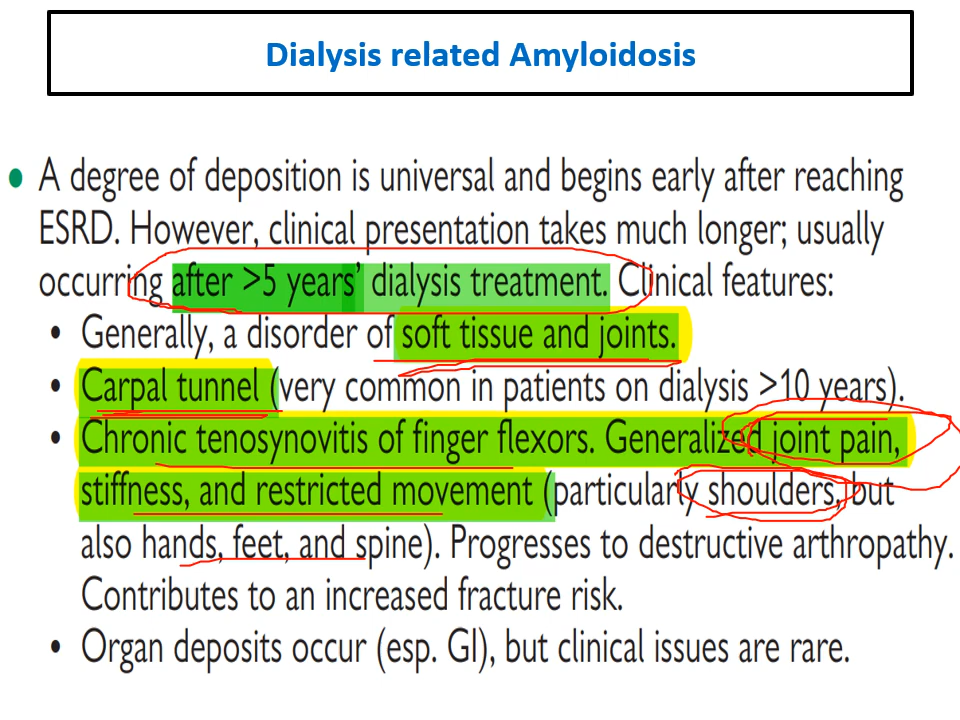 Dialysis related Amyloidosis
• A degree of deposition is universal and begins early after reaching
ESRD. However, clinical presentation takes much longer; usually
occurring after >5 years’ dialysis treatment. Clinical features:
• Generally, a disorder of soft tissue and joints.
• Carpal tunnel (very common in patients on dialysis >10 years).
• Chronic tenosynovitis of finger flexors. Generalized joint pain,
stiffness, and restricted movement (particularly shoulders, but
also hands, feet, and spine). Progresses to destructive arthropathy.
Contributes to an increased fracture risk.
• Organ deposits occur (esp. GI), but clinical issues are rare.